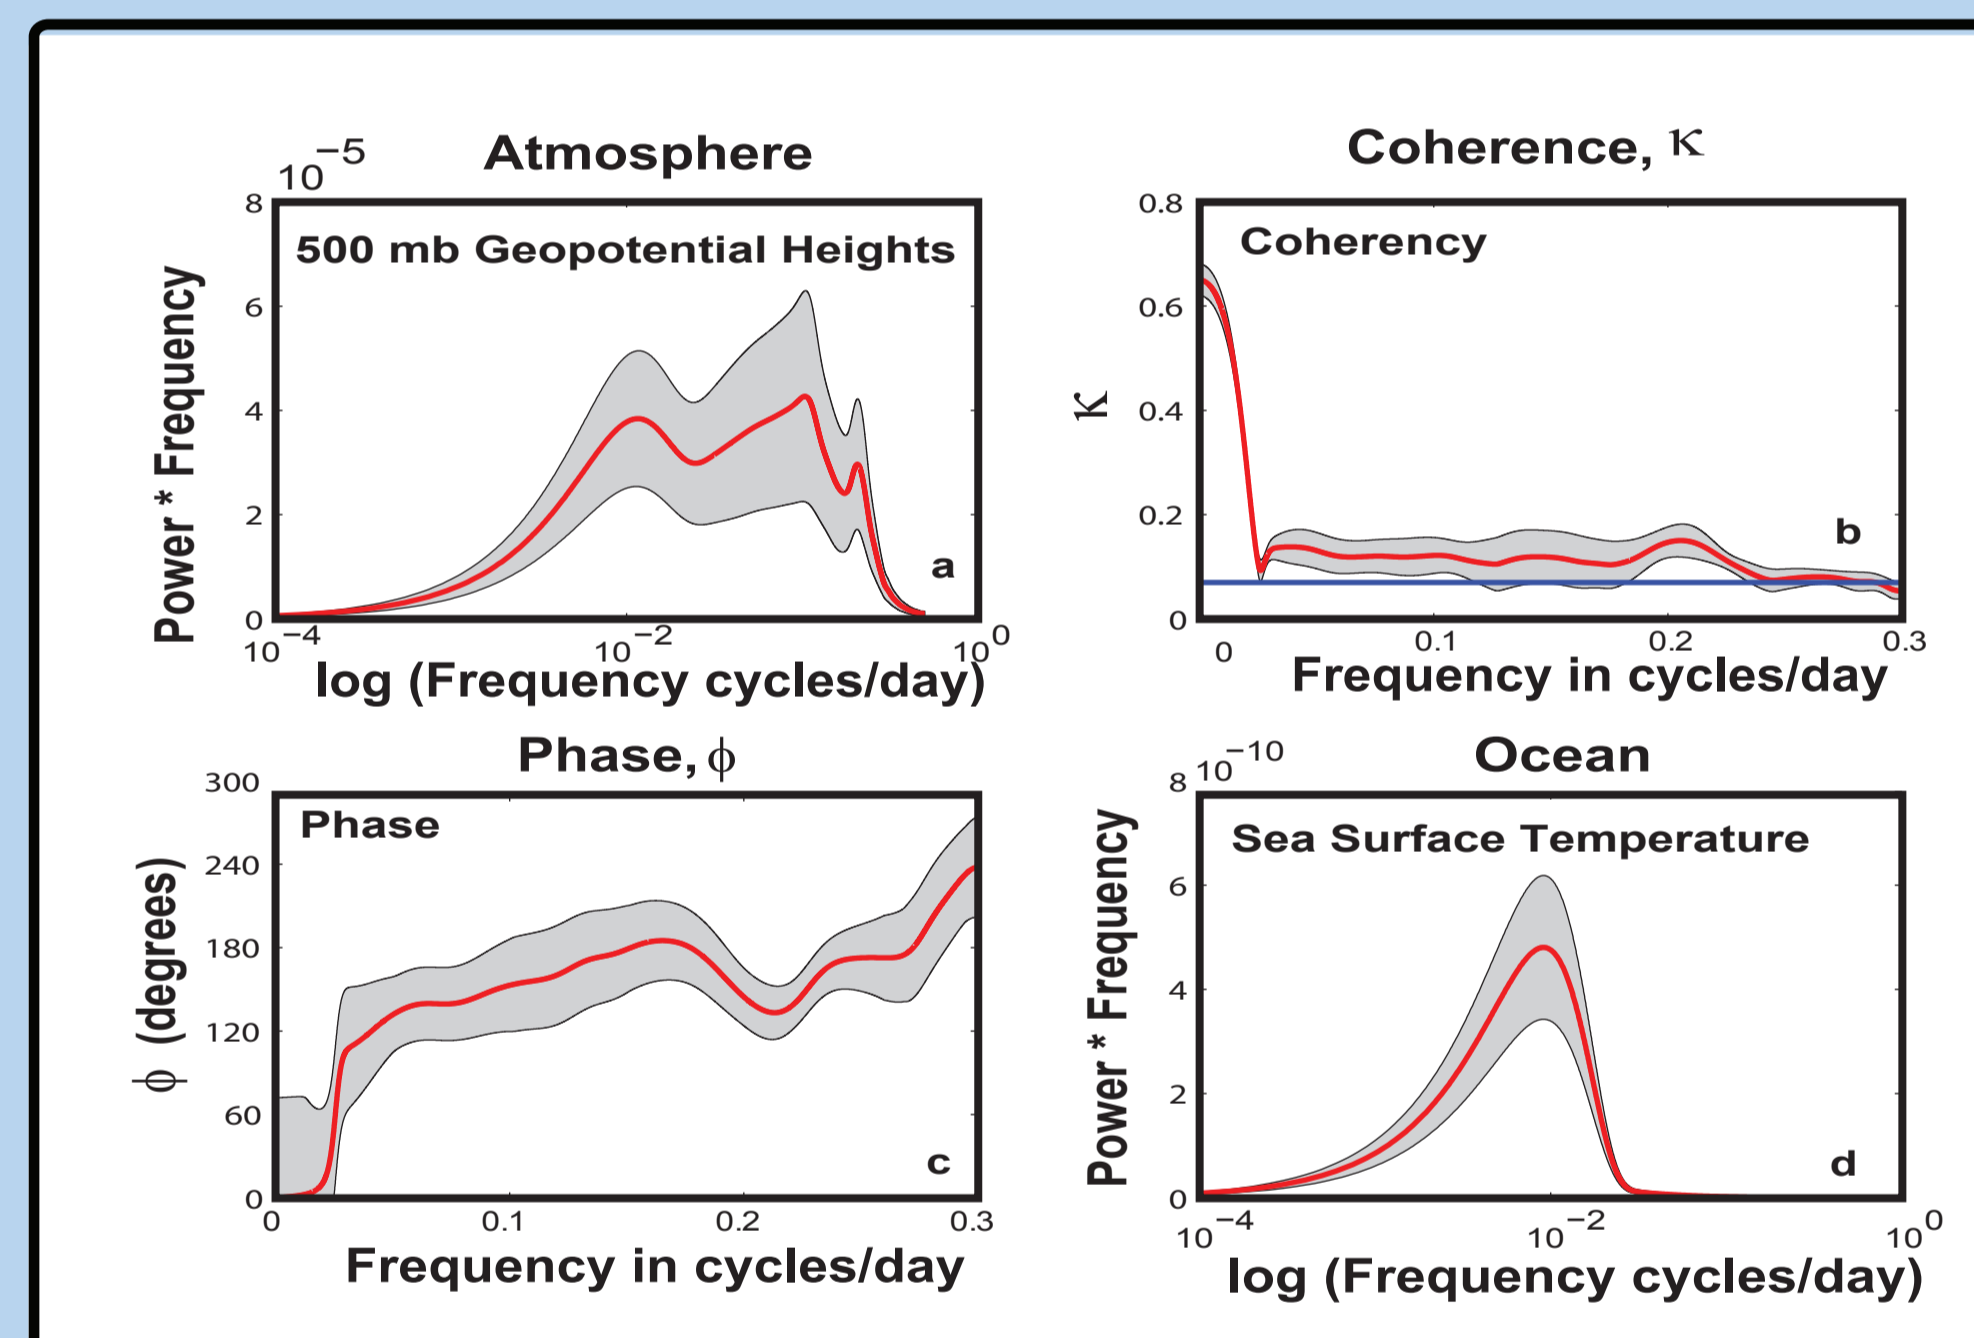 Atmosphere
10−5
8
6
4
2
0
500 mb Geopotential Heights
a
Power * Frequency
10−4
10−2
100
log (Frequency cycles/day)
Coherence, κ
0.8
0.6
0.4
0.2
0
Coherency
b
κ
0
0.1
0.2
0.3
Frequency in cycles/day
Phase, ϕ
300
240
180
120
60
0
Phase
c
ϕ (degrees)
0
0.1
0.2
0.3
Frequency in cycles/day
Ocean
8 10−10
6
4
2
0
Sea Surface Temperature
d
Power * Frequency
10−4
10−2
100
log (Frequency cycles/day)